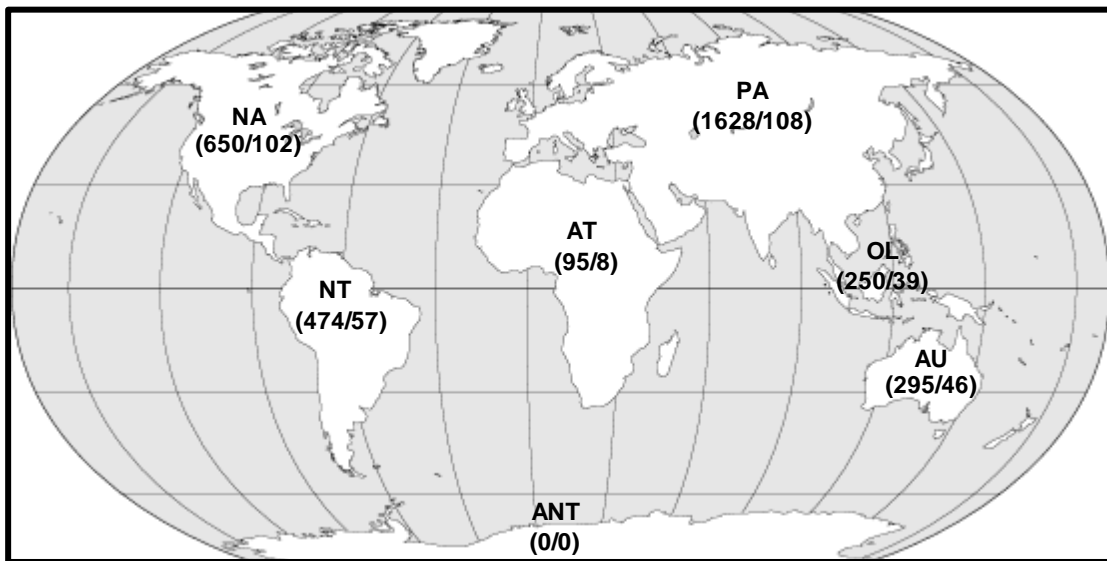 NA
(650/102)
PA
(1628/108)
AT
(95/8)
OL
(250/39)
NT
(474/57)
AU
(295/46)
ANT
(0/0)